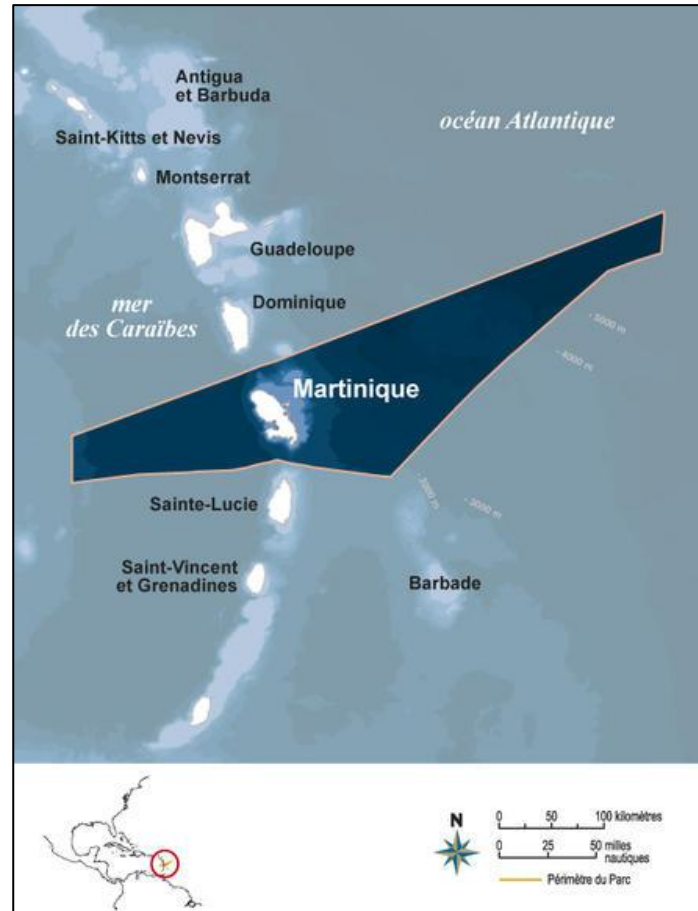 Antigua
et Barbuda
océan Atlantique
Saint-Kitts et Nevis
Montserrat
Guadeloupe
mer
des Caraïbes
Dominique
- 5000 m
- 4000 m
Martinique
Sainte-Lucie
- 3000 m
Saint-Vincent
et Grenadines
Barbade
N
0 50 100 kilomètres
0 25 50 milles
nautiques
Périmètre du Parc